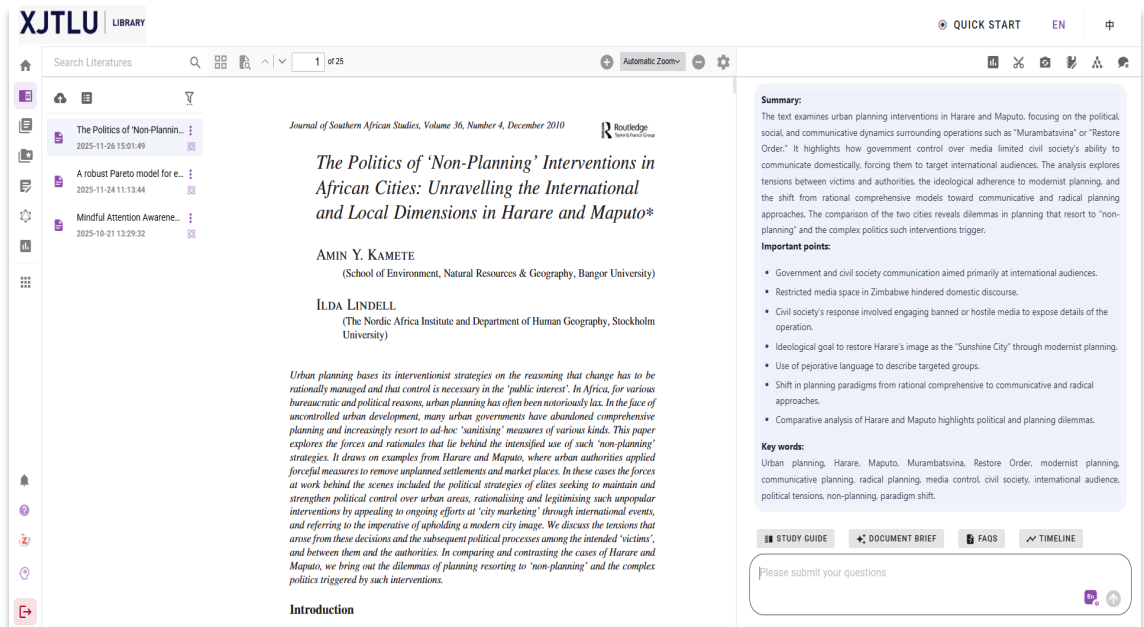 XJTLU LIBRARY
QUICK START
EN
中
Search Literatures
1 of 25
Automatic Zoom
The Politics of 'Non-Plannin...
2025-11-26 15:01:49
A robust Pareto model for e...
2025-11-24 11:13:44
Mindful Attention Awarene...
2025-10-21 13:29:32
Journal of Southern African Studies, Volume 36, Number 4, December 2010
R Routledge
Taylor & Francis Group
The Politics of 'Non-Planning' Interventions in
African Cities: Unravelling the International
and Local Dimensions in Harare and Maputo*
AMIN Y. KAMETE
(School of Environment, Natural Resources & Geography, Bangor University)
ILDA LINDELL
(The Nordic Africa Institute and Department of Human Geography, Stockholm
University)
Urban planning bases its interventionist strategies on the reasoning that change has to be
rationally managed and that control is necessary in the 'public interest'. In Africa, for various
bureaucratic and political reasons, urban planning has often been notoriously lax. In the face of
uncontrolled urban development, many urban governments have abandoned comprehensive
planning and increasingly resort to ad-hoc 'sanitising' measures of various kinds. This paper
explores the forces and rationales that lie behind the intensified use of such 'non-planning'
strategies. It draws on examples from Harare and Maputo, where urban authorities applied
forceful measures to remove unplanned settlements and market places. In these cases the forces
at work behind the scenes included the political strategies of elites seeking to maintain and
strengthen political control over urban areas, rationalising and legitimising such unpopular
interventions by appealing to ongoing efforts at 'city marketing' through international events,
and referring to the imperative of upholding a modern city image. We discuss the tensions that
arose from these decisions and the subsequent political processes among the intended 'victims',
and between them and the authorities. In comparing and contrasting the cases of Harare and
Maputo, we bring out the dilemmas of planning resorting to 'non-planning' and the complex
politics triggered by such interventions.
Introduction
Summary:
The text examines urban planning interventions in Harare and Maputo, focusing on the political,
social, and communicative dynamics surrounding operations such as "Murambatsvina" or "Restore
Order." It highlights how government control over media limited civil society's ability to
communicate domestically, forcing them to target international audiences. The analysis explores
tensions between victims and authorities, the ideological adherence to modernist planning, and
the shift from rational comprehensive models toward communicative and radical planning
approaches. The comparison of the two cities reveals dilemmas in planning that resort to "non-
planning" and the complex politics such interventions trigger.
Important points:
• Government and civil society communication aimed primarily at international audiences.
• Restricted media space in Zimbabwe hindered domestic discourse.
• Civil society's response involved engaging banned or hostile media to expose details of the
operation.
• Ideological goal to restore Harare's image as the "Sunshine City" through modernist planning.
• Use of pejorative language to describe targeted groups.
• Shift in planning paradigms from rational comprehensive to communicative and radical
approaches.
• Comparative analysis of Harare and Maputo highlights political and planning dilemmas.
Key words:
Urban planning, Harare, Maputo, Murambatsvina, Restore Order, modernist planning,
communicative planning, radical planning, media control, civil society, international audience,
political tensions, non-planning, paradigm shift.
STUDY GUIDE
DOCUMENT BRIEF
FAQS
TIMELINE
Please submit your questions
En